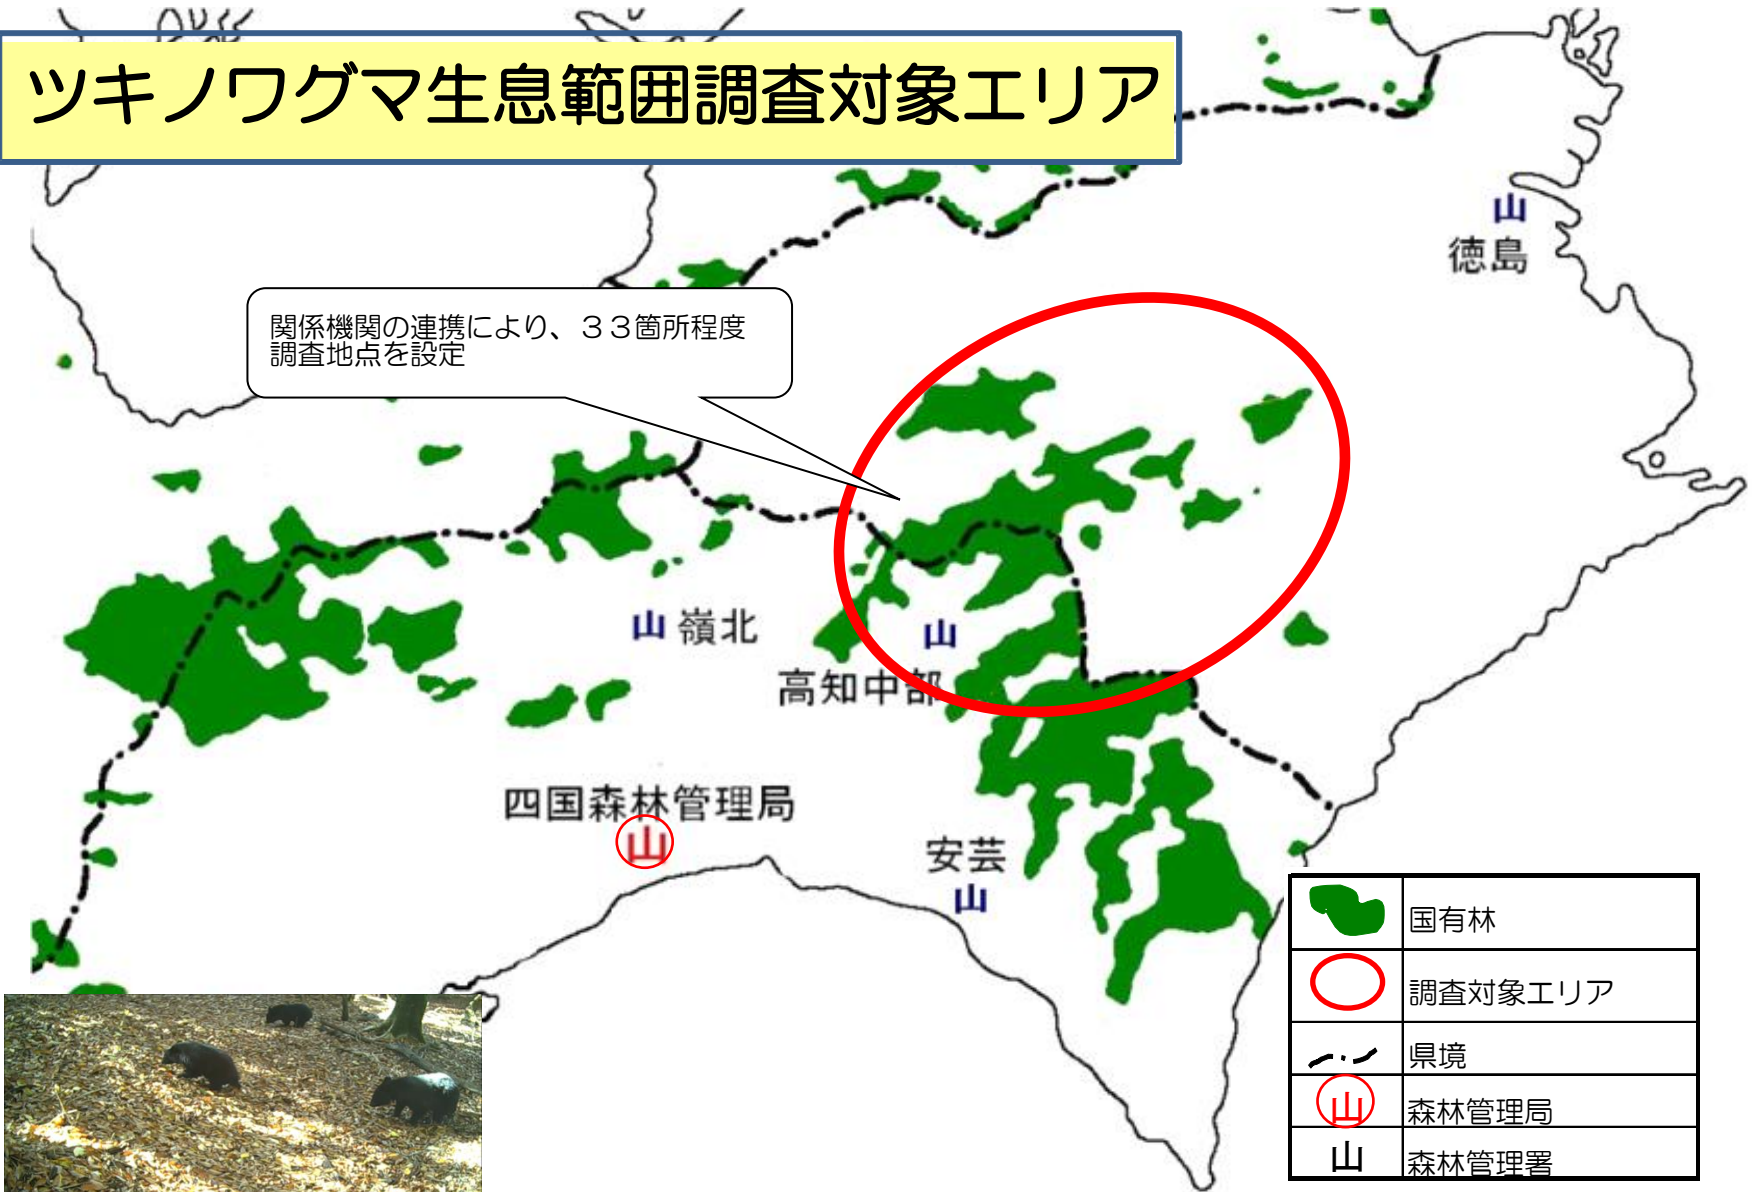 ツキノワグマ生息範囲調査対象エリア
山
徳島
関係機関の連携により、３３箇所程度
調査地点を設定
山 嶺北
山
高知中部
四国森林管理局
山
安芸
山
国有林
調査対象エリア
県境
山 森林管理局
山 森林管理署